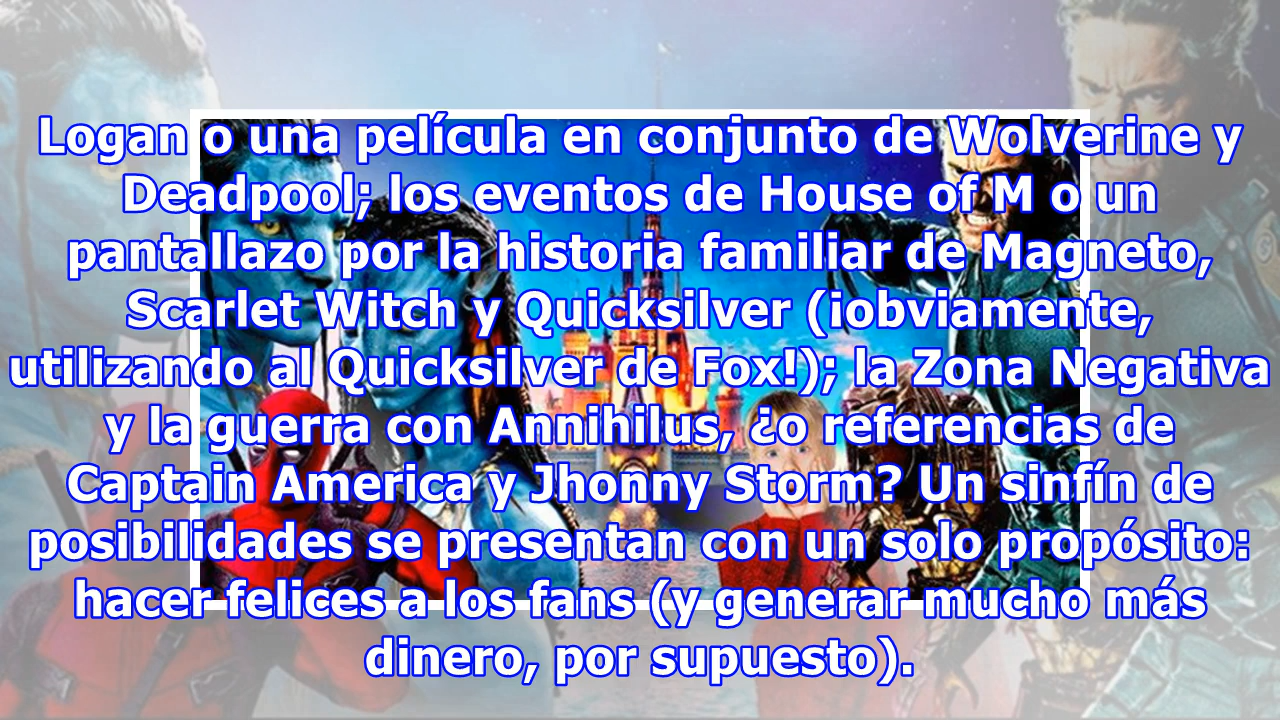 Logan o una película en conjunto de Wolverine y
Deadpool; los eventos de House of M o un
pantallazo por la historia familiar de Magneto,
Scarlet Witch y Quicksilver (¡obviamente,
utilizando al Quicksilver de Fox!); la Zona Negativa
y la guerra con Annihilus, ¿o referencias de
Captain America y Jhonny Storm? Un sinfín de
posibilidades se presentan con un solo propósito:
hacer felices a los fans (y generar mucho más
dinero, por supuesto).